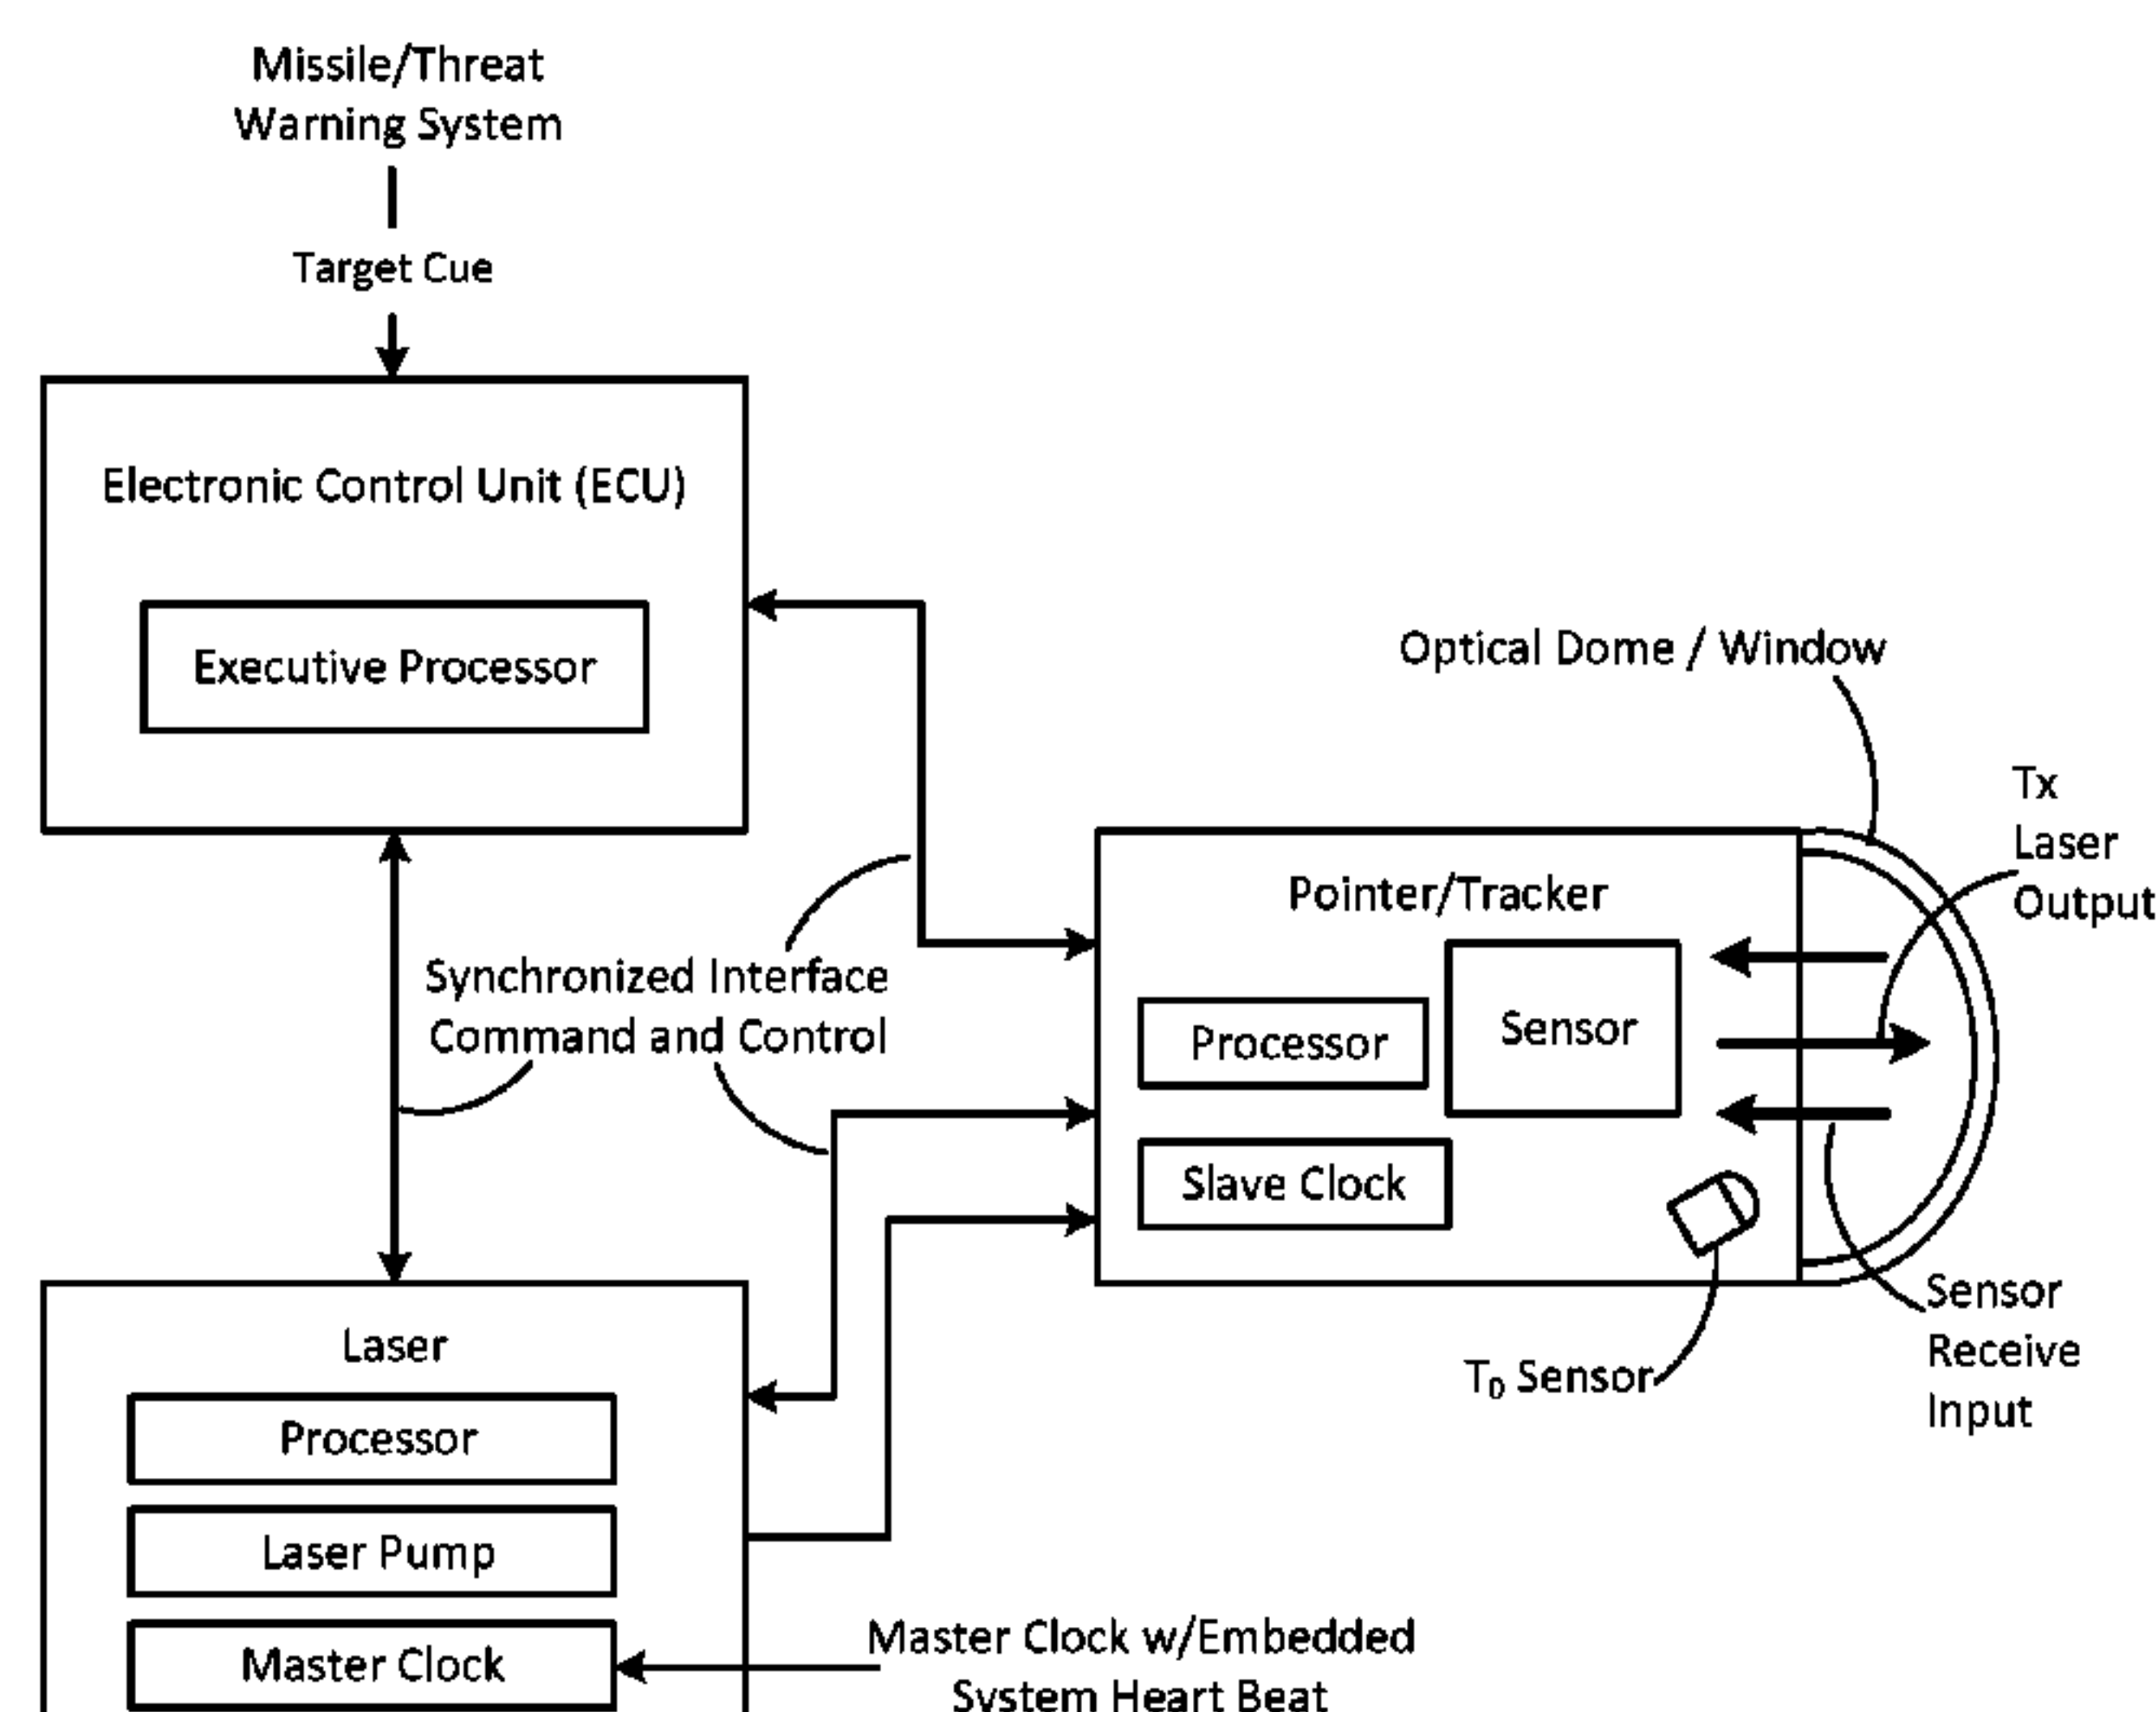 Missile/Threat
Warning System
Target Cue
Electronic Control Unit (ECU)
Executive Processor
Optical Dome / Window
Tx
Laser
Output
Pointer/Tracker
Sensor
Processor
Slave Clock
Synchronized Interface
Command and Control
Sensor
Receive
Input
T₀ Sensor
Laser
Processor
Laser Pump
Master Clock
Master Clock w/Embedded
System Heart Beat